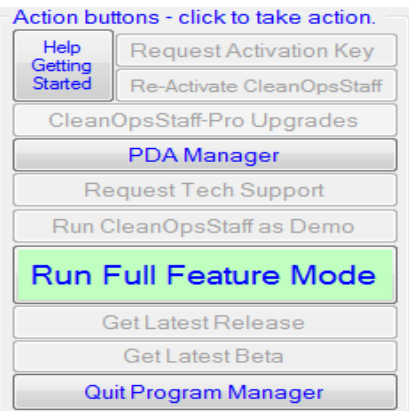 Action buttons - click to take action.
Help
Getting
Started
Request Activation Key
Re-Activate CleanOpsStaff
CleanOpsStaff-Pro Upgrades
PDA Manager
Request Tech Support
Run CleanOpsStaff as Demo
Run Full Feature Mode
Get Latest Release
Get Latest Beta
Quit Program Manager